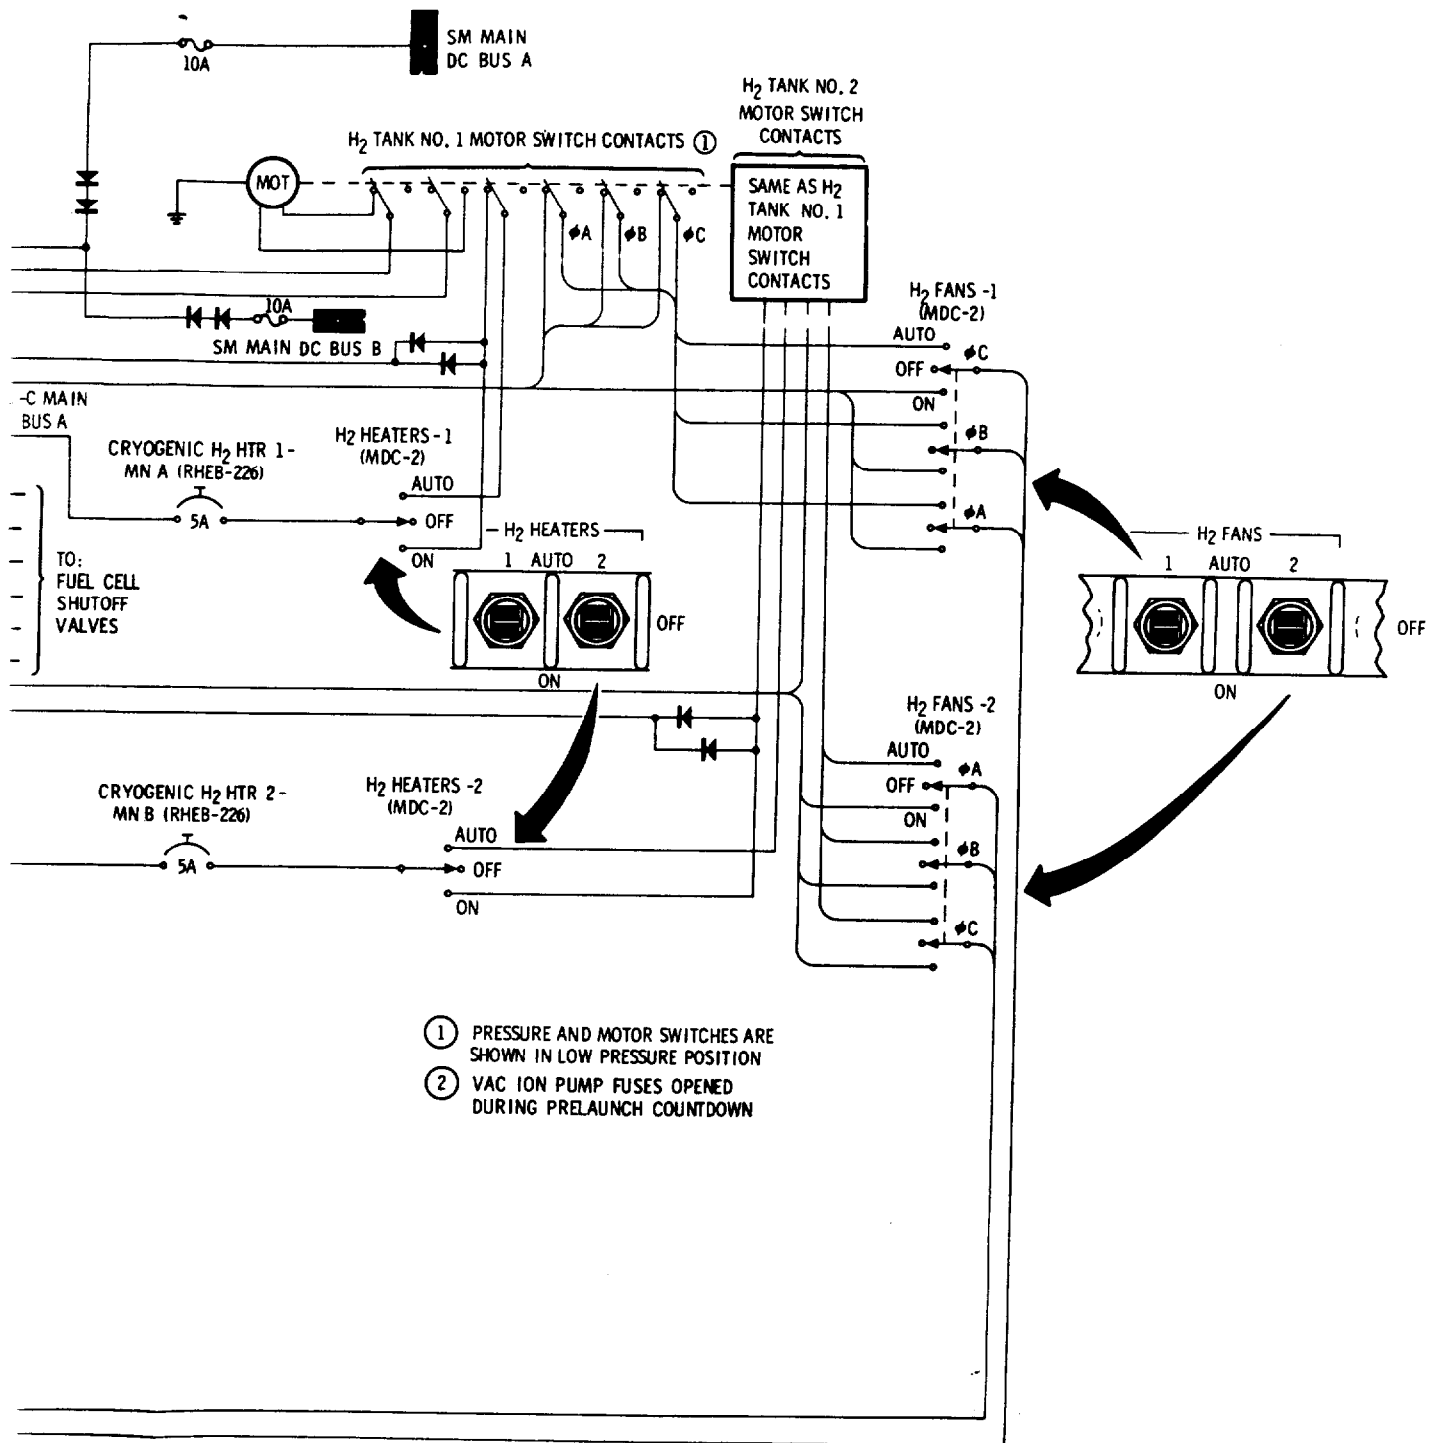 SM MAIN
DC BUS A
10A
H2 TANK NO. 2
MOTOR SWITCH
CONTACTS
H2 TANK NO. 1 MOTOR SWITCH CONTACTS 1
MOT
SAME AS H2
TANK NO. 1
MOTOR
SWITCH
CONTACTS
φA
φB
φC
10A
SM MAIN DC BUS B
H2 FANS -1
(MDC-2)
AUTO
φC
OFF
ON
φB
φA
-C MAIN
BUS A
CRYOGENIC H2 HTR 1-
MN A (RHEB-226)
5A
H2 HEATERS - 1
(MDC-2)
AUTO
OFF
ON
TO:
FUEL CELL
SHUTOFF
VALVES
H2 HEATERS
1 AUTO 2
OFF
ON
H2 FANS
1 AUTO 2
OFF
ON
H2 FANS -2
(MDC-2)
AUTO
φA
OFF
ON
φB
φC
CRYOGENIC H2 HTR 2-
MN B (RHEB-226)
5A
H2 HEATERS -2
(MDC-2)
AUTO
OFF
ON
1 PRESSURE AND MOTOR SWITCHES ARE
SHOWN IN LOW PRESSURE POSITION
2 VAC ION PUMP FUSES OPENED
DURING PRELAUNCH COUNTDOWN